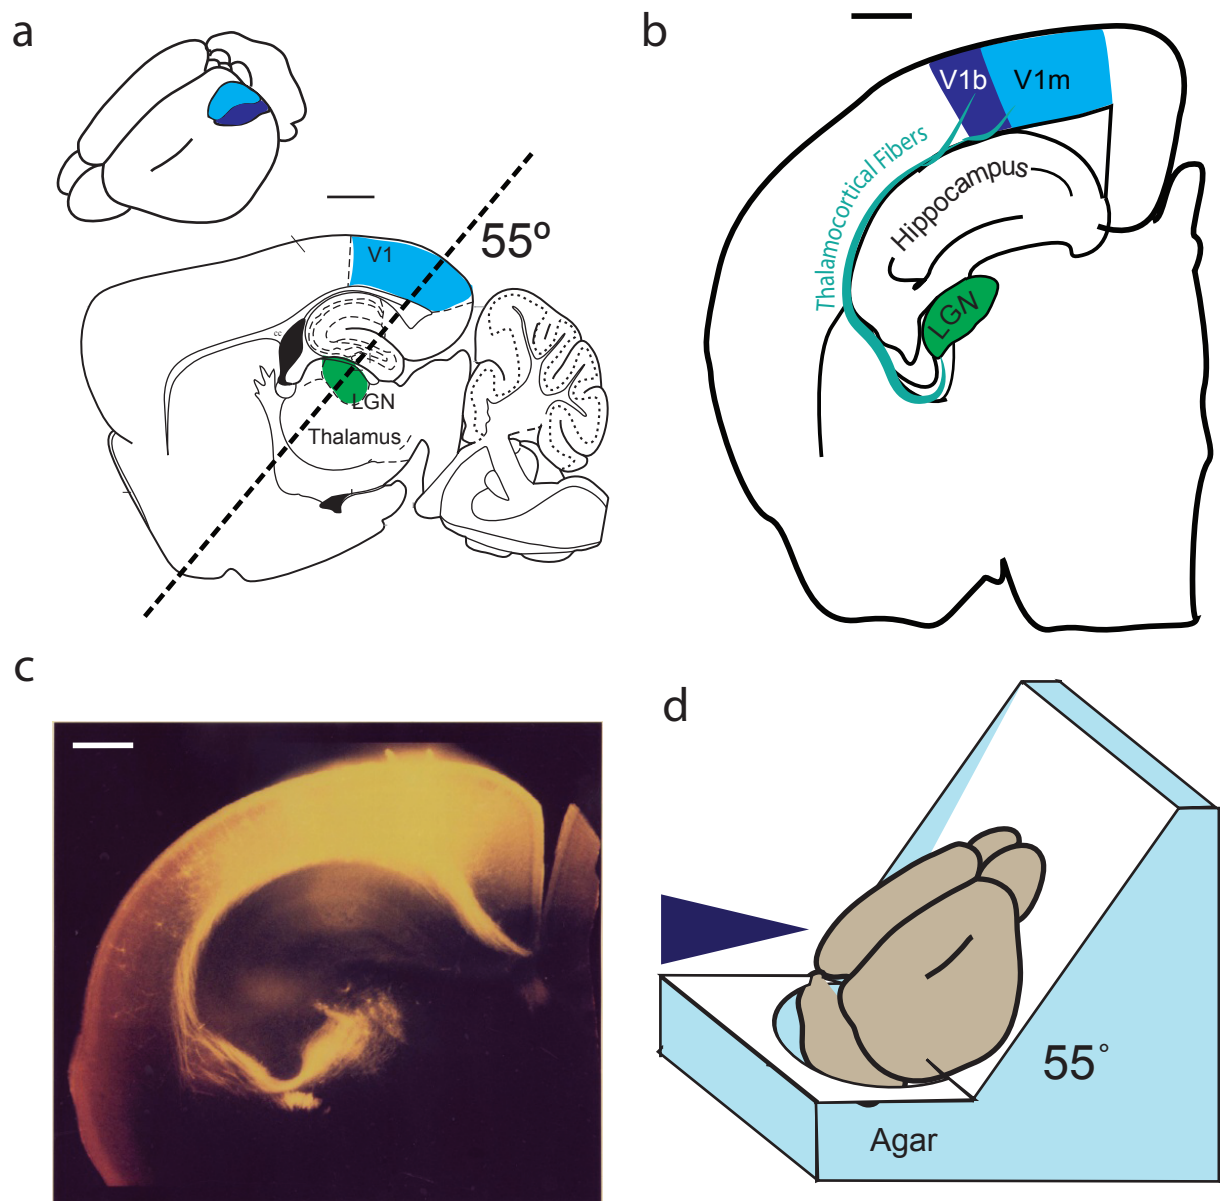 a
55º
V1
cc
LGN
Thalamus
b
V1b
V1m
Thalamocortical Fibers
Hippocampus
LGN
c
d
55°
Agar